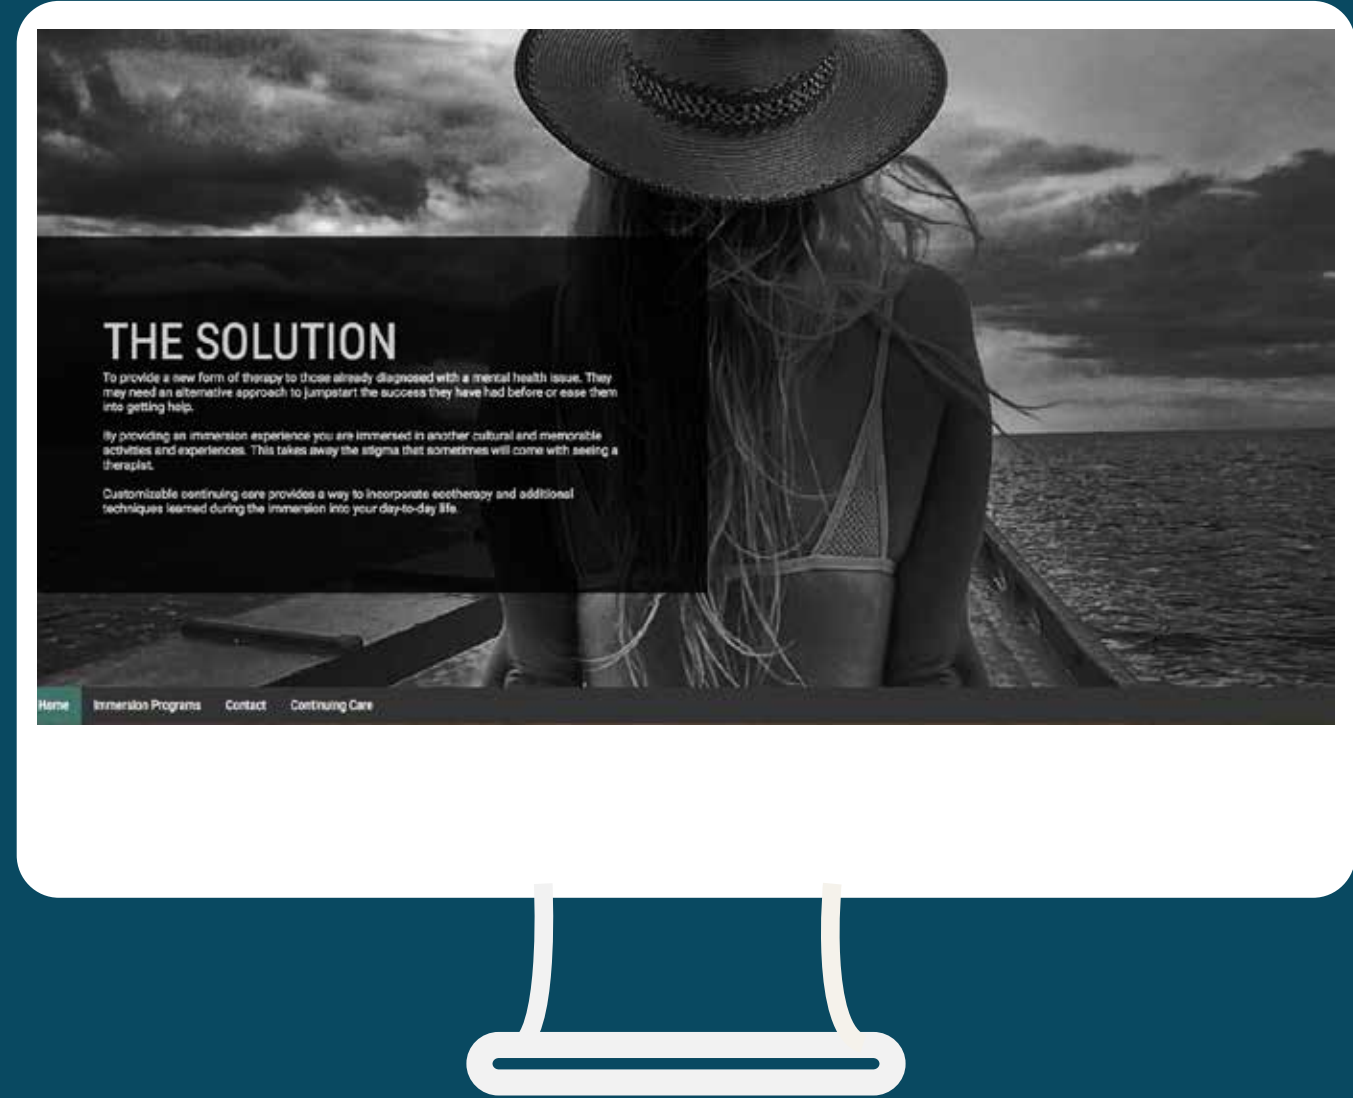 THE SOLUTION
To provide a new form of therapy to those already diagnosed with a mental health issue. They
may need an alternative approach to jumpstart the success they have had before or ease them
into getting help.
By providing an immersion experience you are immersed in another cultural and memorable
activities and experiences. This takes away the stigma that sometimes will come with seeing a
therapist.
Customizable continuing care provides a way to incorporate ecotherapy and additional
techniques learned during the immersion into your day-to-day life.
Home Immersion Programs Contact Continuing Care